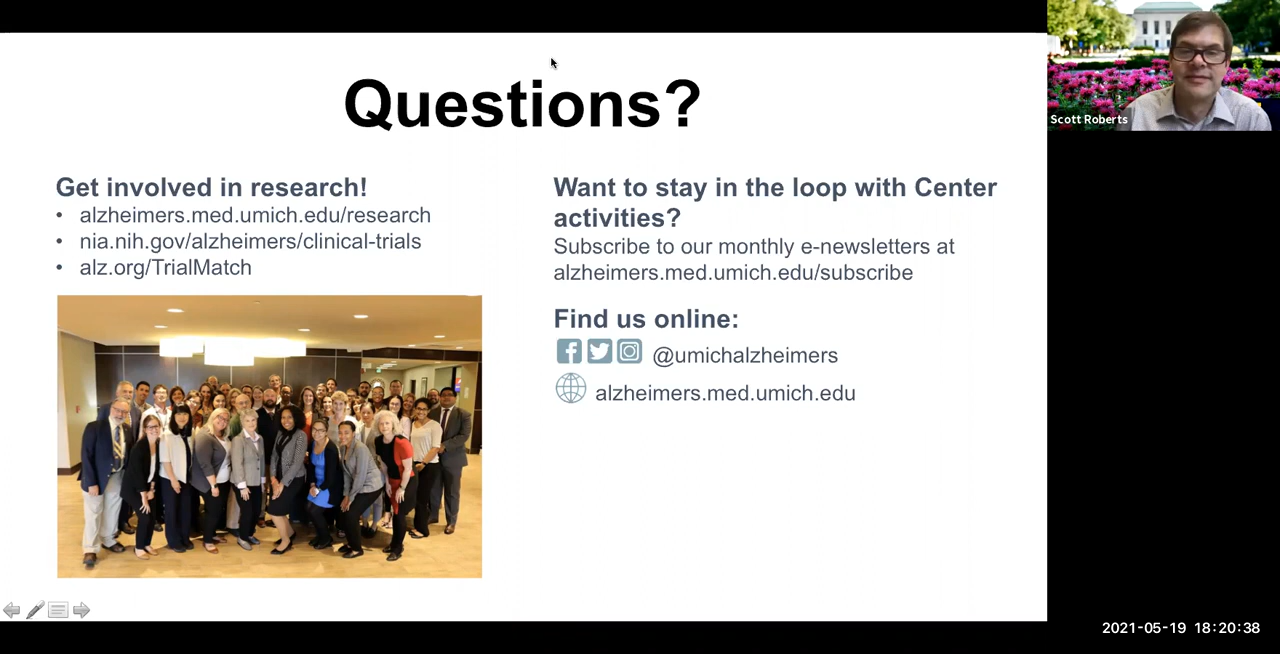 Questions?
Get involved in research!
• alzheimers.med.umich.edu/research
• nia.nih.gov/alzheimers/clinical-trials
• alz.org/TrialMatch
Want to stay in the loop with Center
activities?
Subscribe to our monthly e-newsletters at
alzheimers.med.umich.edu/subscribe
Find us online:
@umichalzheimers
alzheimers.med.umich.edu
Scott Roberts
2021-05-19 18:20:38